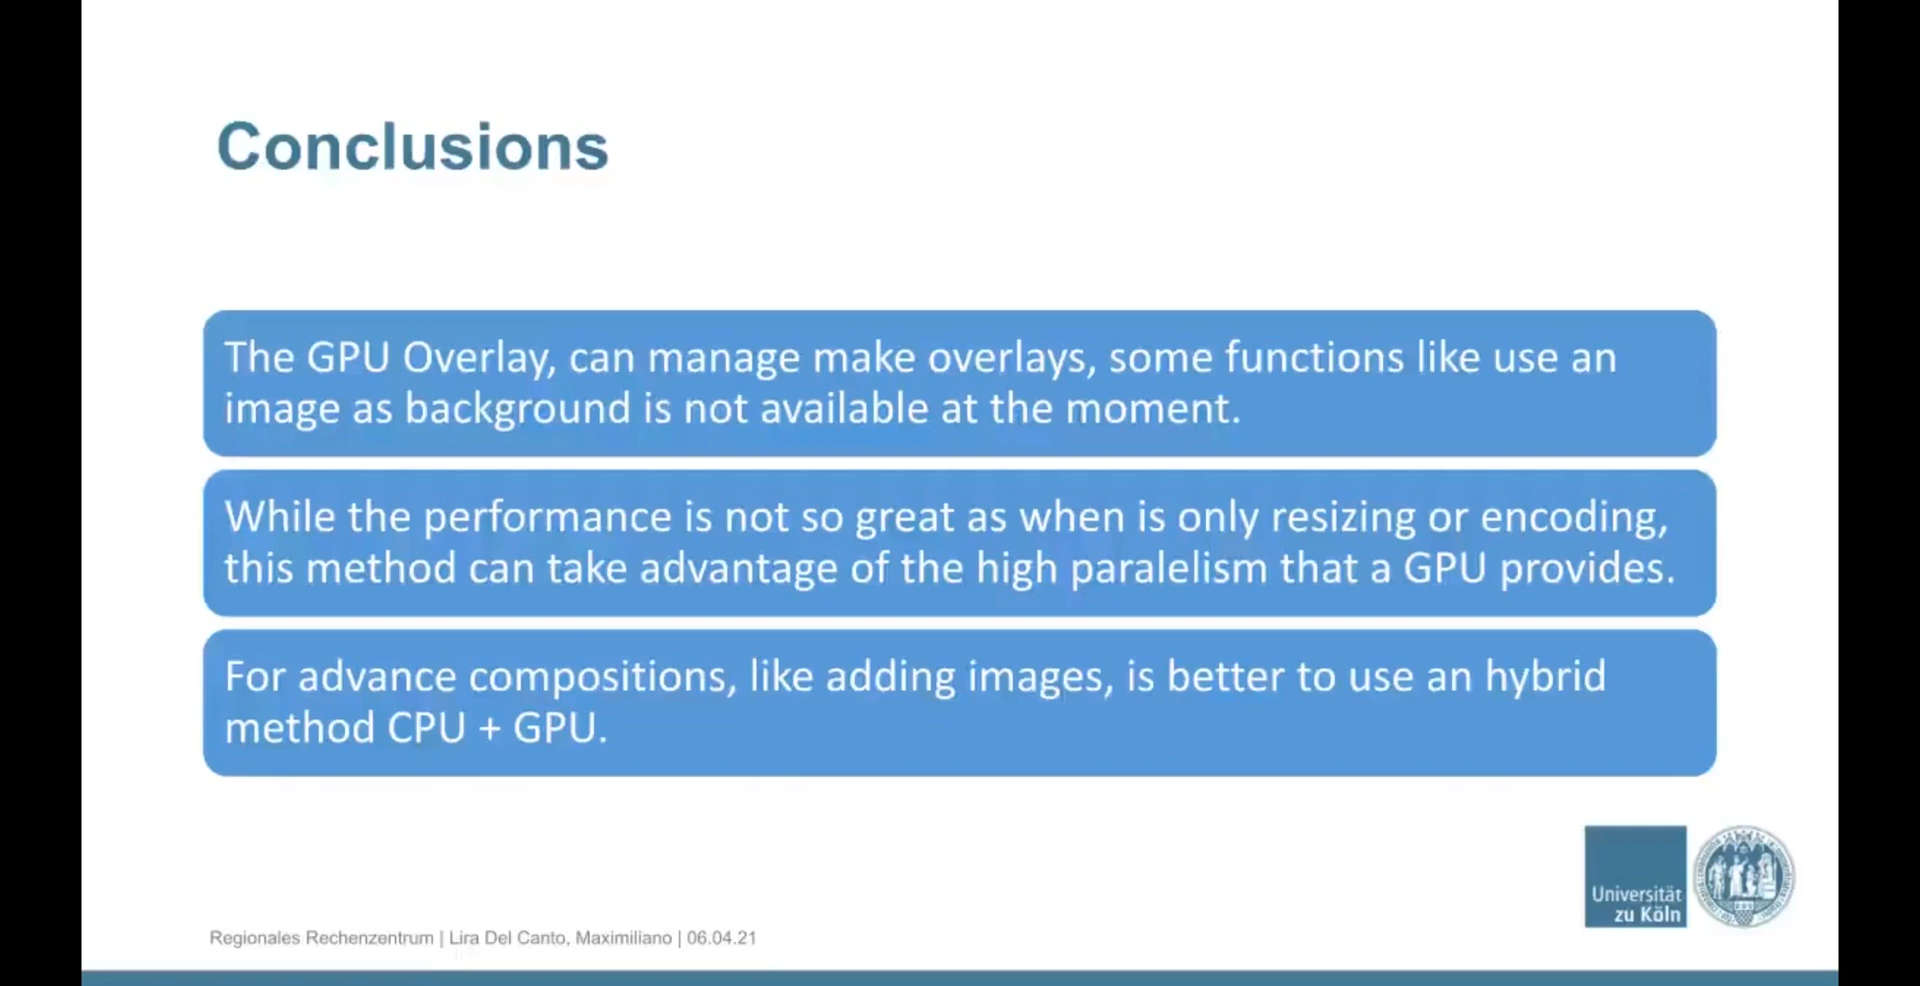 Conclusions
The GPU Overlay, can manage make overlays, some functions like use an
image as background is not available at the moment.
While the performance is not so great as when is only resizing or encoding,
this method can take advantage of the high paralelism that a GPU provides.
For advance compositions, like adding images, is better to use an hybrid
method CPU + GPU.
Universität
zu Köln
Regionales Rechenzentrum | Lira Del Canto, Maximiliano | 06.04.21